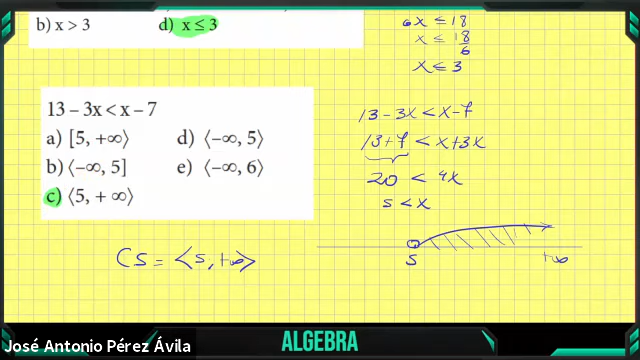 b) x > 3
d) x ≤ 3
6x ≤ 18
x ≤ 18/6
x ≤ 3
13 – 3x < x – 7
a) [5, +∞⟩
d) ⟨–∞, 5⟩
b) ⟨–∞, 5]
e) ⟨–∞, 6⟩
c) ⟨5, + ∞⟩
13 - 3x < x - 7
13 + 7 < x + 3x
20 < 4x
5 < x
CS = <5, +∞>
5
+∞
José Antonio Pérez Ávila
ALGEBRA